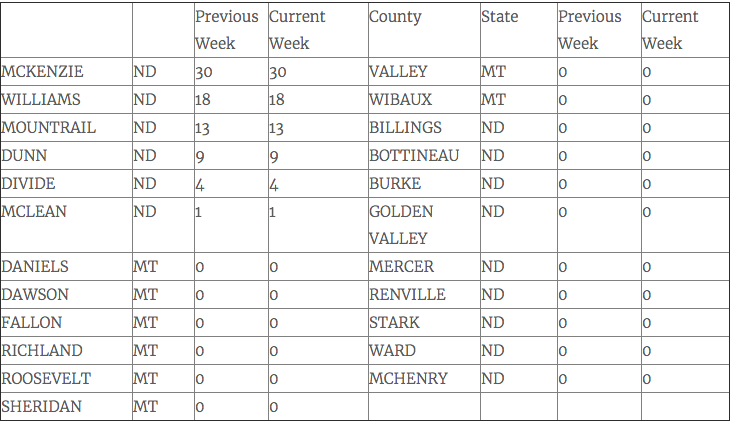 Previous Week Current Week County State Previous Week Current Week
MCKENZIE ND 30 30 VALLEY MT 0 0
WILLIAMS ND 18 18 WIBAUX MT 0 0
MOUNTRAIL ND 13 13 BILLINGS ND 0 0
DUNN ND 9 9 BOTTINEAU ND 0 0
DIVIDE ND 4 4 BURKE ND 0 0
MCLEAN ND 1 1 GOLDEN VALLEY ND 0 0
DANIELS MT 0 0 MERCER ND 0 0
DAWSON MT 0 0 RENVILLE ND 0 0
FALLON MT 0 0 STARK ND 0 0
RICHLAND MT 0 0 WARD ND 0 0
ROOSEVELT MT 0 0 MCHENRY ND 0 0
SHERIDAN MT 0 0